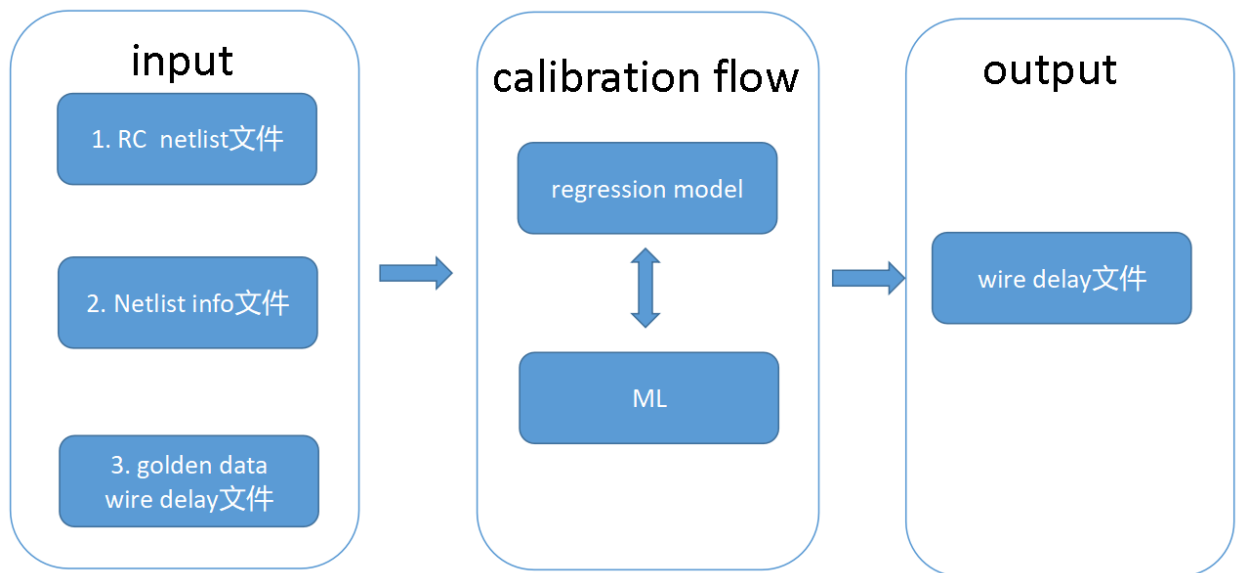 input
1. RC  netlist文件
2. Netlist info文件
3. golden data
wire delay文件
calibration flow
regression model
ML
output
wire delay文件